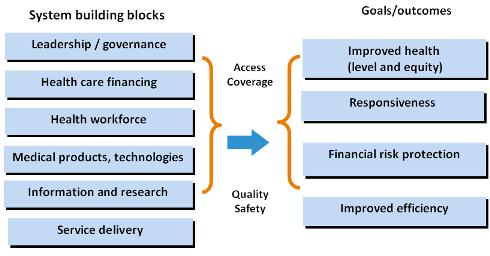 System building blocks
Leadership / governance
Health care financing
Health workforce
Medical products, technologies
Information and research
Service delivery
Access
Coverage
Quality
Safety
Goals/outcomes
Improved health
(level and equity)
Responsiveness
Financial risk protection
Improved efficiency